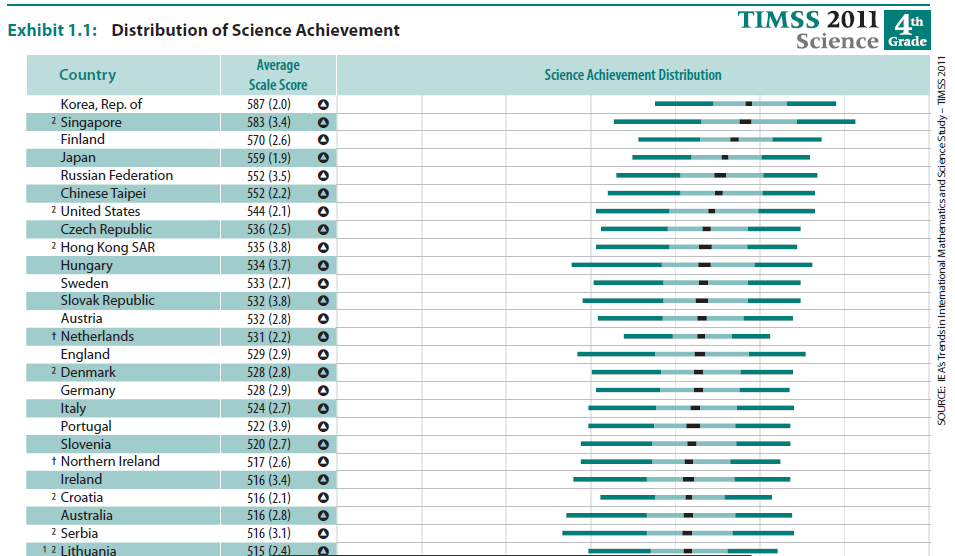 Exhibit 1.1: Distribution of Science Achievement
TIMSS 2011
Science
4th
Grade
Country
Average
Scale Score
Science Achievement Distribution
Korea, Rep. of 587 (2.0)
2 Singapore 583 (3.4)
Finland 570 (2.6)
Japan 559 (1.9)
Russian Federation 552 (3.5)
Chinese Taipei 552 (2.2)
2 United States 544 (2.1)
Czech Republic 536 (2.5)
2 Hong Kong SAR 535 (3.8)
Hungary 534 (3.7)
Sweden 533 (2.7)
Slovak Republic 532 (3.8)
Austria 532 (2.8)
† Netherlands 531 (2.2)
England 529 (2.9)
2 Denmark 528 (2.8)
Germany 528 (2.9)
Italy 524 (2.7)
Portugal 522 (3.9)
Slovenia 520 (2.7)
† Northern Ireland 517 (2.6)
Ireland 516 (3.4)
2 Croatia 516 (2.1)
Australia 516 (2.8)
2 Serbia 516 (3.1)
1 2 Lithuania 515 (2.4)
SOURCE: IEA's Trends in International Mathematics and Science Study – TIMSS 2011